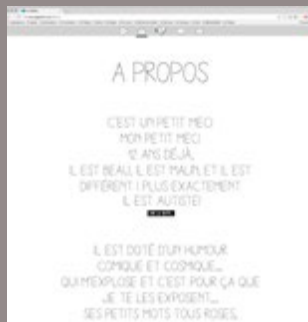 A PROPOS
C'EST UN PETIT MEC!
MON PETIT MEC!
12 ANS DÉJÀ,
IL EST BEAU, IL EST MALIN, ET IL EST
DIFFÉRENT ! PLUS EXACTEMENT
IL EST AUTISTE!
IL EST DOTÉ D'UN HUMOUR
COMIQUE ET COSMIQUE...
QUI M'EXPLOSE ET C'EST POUR ÇA QUE
JE TE LES EXPOSENT...
SES PETITS MOTS TOUS ROSES,